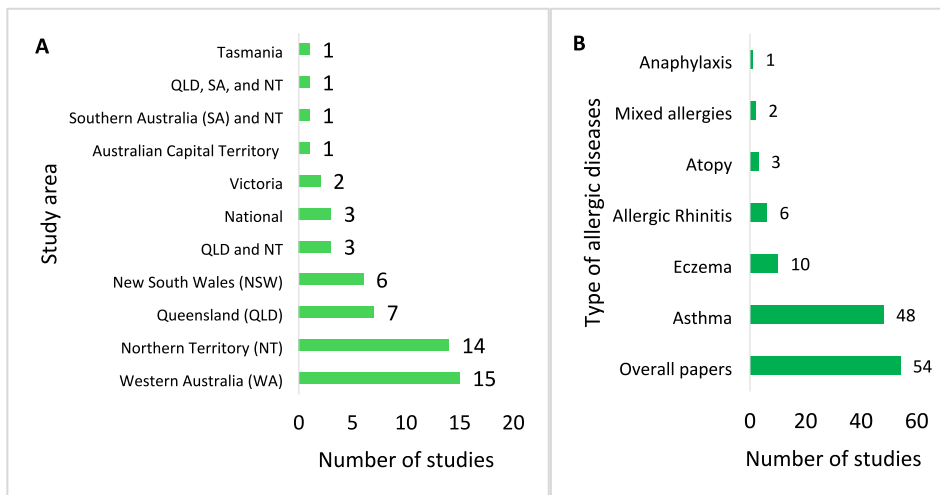 A
Study area
Tasmania 1
QLD, SA, and NT 1
Southern Australia (SA) and NT 1
Australian Capital Territory 1
Victoria 2
National 3
QLD and NT 3
New South Wales (NSW) 6
Queensland (QLD) 7
Northern Territory (NT) 14
Western Australia (WA) 15
0 5 10 15 20
Number of studies
B
Type of allergic diseases
Anaphylaxis 1
Mixed allergies 2
Atopy 3
Allergic Rhinitis 6
Eczema 10
Asthma 48
Overall papers 54
0 20 40 60
Number of studies